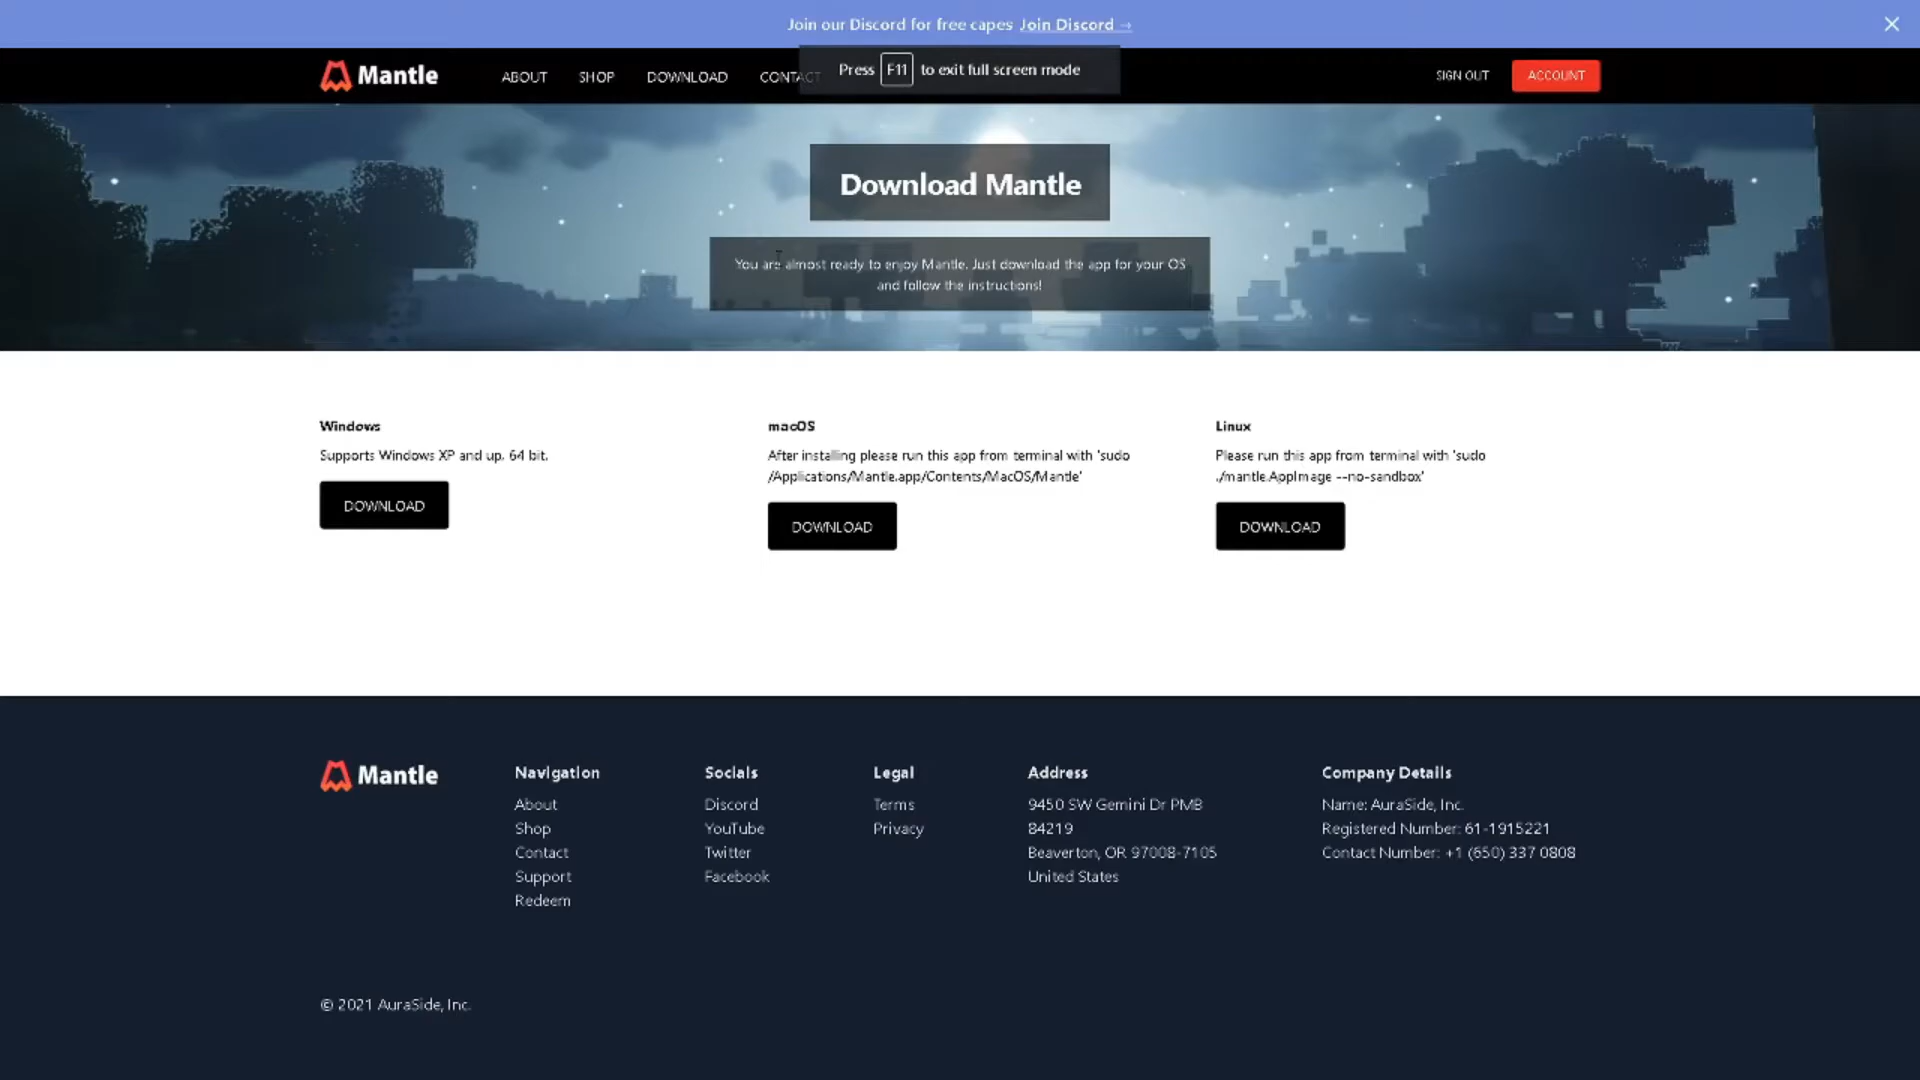 Join our Discord for free capes Join Discord →
Mantle
ABOUT
SHOP
DOWNLOAD
CONTACT
Press F11 to exit full screen mode
SIGN OUT
ACCOUNT
Download Mantle
You are almost ready to enjoy Mantle. Just download the app for your OS
and follow the instructions!
Windows
Supports Windows XP and up. 64 bit.
DOWNLOAD
macOS
After installing please run this app from terminal with 'sudo
/Applications/Mantle.app/Contents/MacOS/Mantle'
DOWNLOAD
Linux
Please run this app from terminal with 'sudo
./mantle.AppImage --no-sandbox'
DOWNLOAD
Mantle
Navigation
About
Shop
Contact
Support
Redeem
Socials
Discord
YouTube
Twitter
Facebook
Legal
Terms
Privacy
Address
9450 SW Gemini Dr PMB
84219
Beaverton, OR 97008-7105
United States
Company Details
Name: AuraSide, Inc.
Registered Number: 61-1915221
Contact Number: +1 (650) 337 0808
© 2021 AuraSide, Inc.